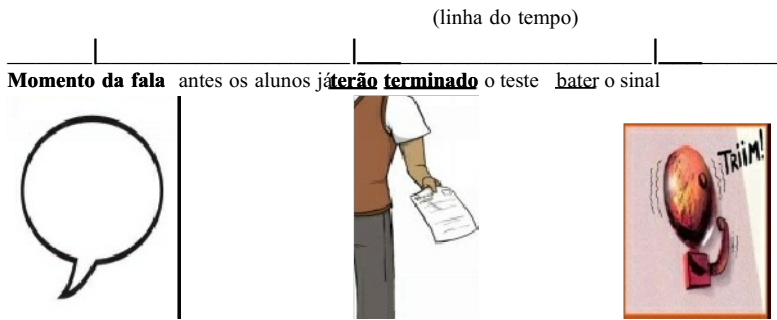 (linha do tempo)
Momento da fala antes os alunos já terão terminado o teste bater o sinal
TRIIM!